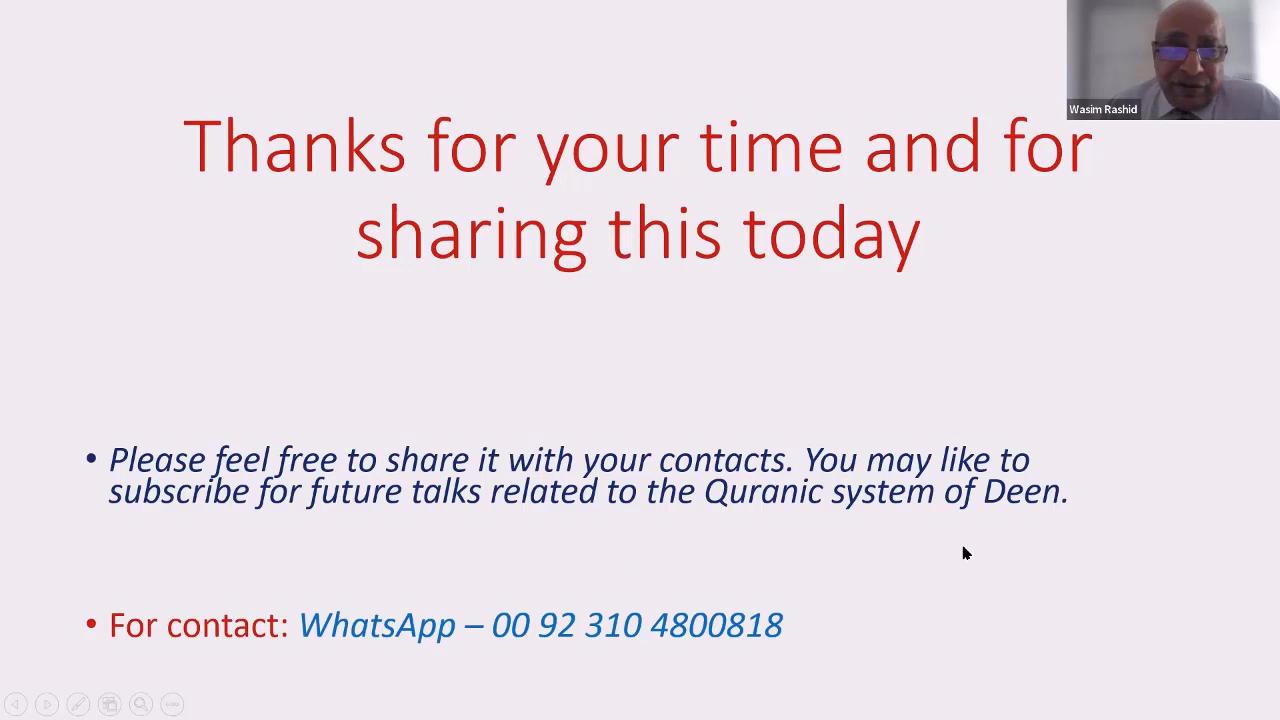 Wasim Rashid
Thanks for your time and for
sharing this today
• Please feel free to share it with your contacts. You may like to
subscribe for future talks related to the Quranic system of Deen.
• For contact: WhatsApp – 00 92 310 4800818